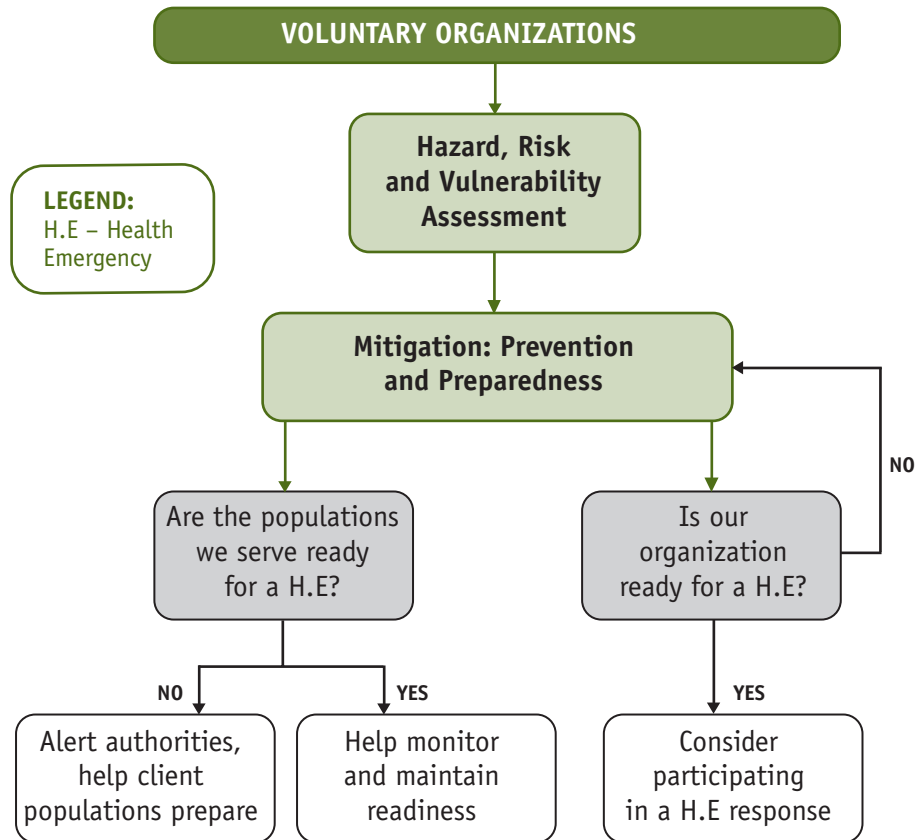 VOLUNTARY ORGANIZATIONS
Hazard, Risk
and Vulnerability
Assessment
LEGEND:
H.E – Health
Emergency
Mitigation: Prevention
and Preparedness
NO
Are the populations
we serve ready
for a H.E?
Is our
organization
ready for a H.E?
NO
YES
YES
Alert authorities,
help client
populations prepare
Help monitor
and maintain
readiness
Consider
participating
in a H.E response